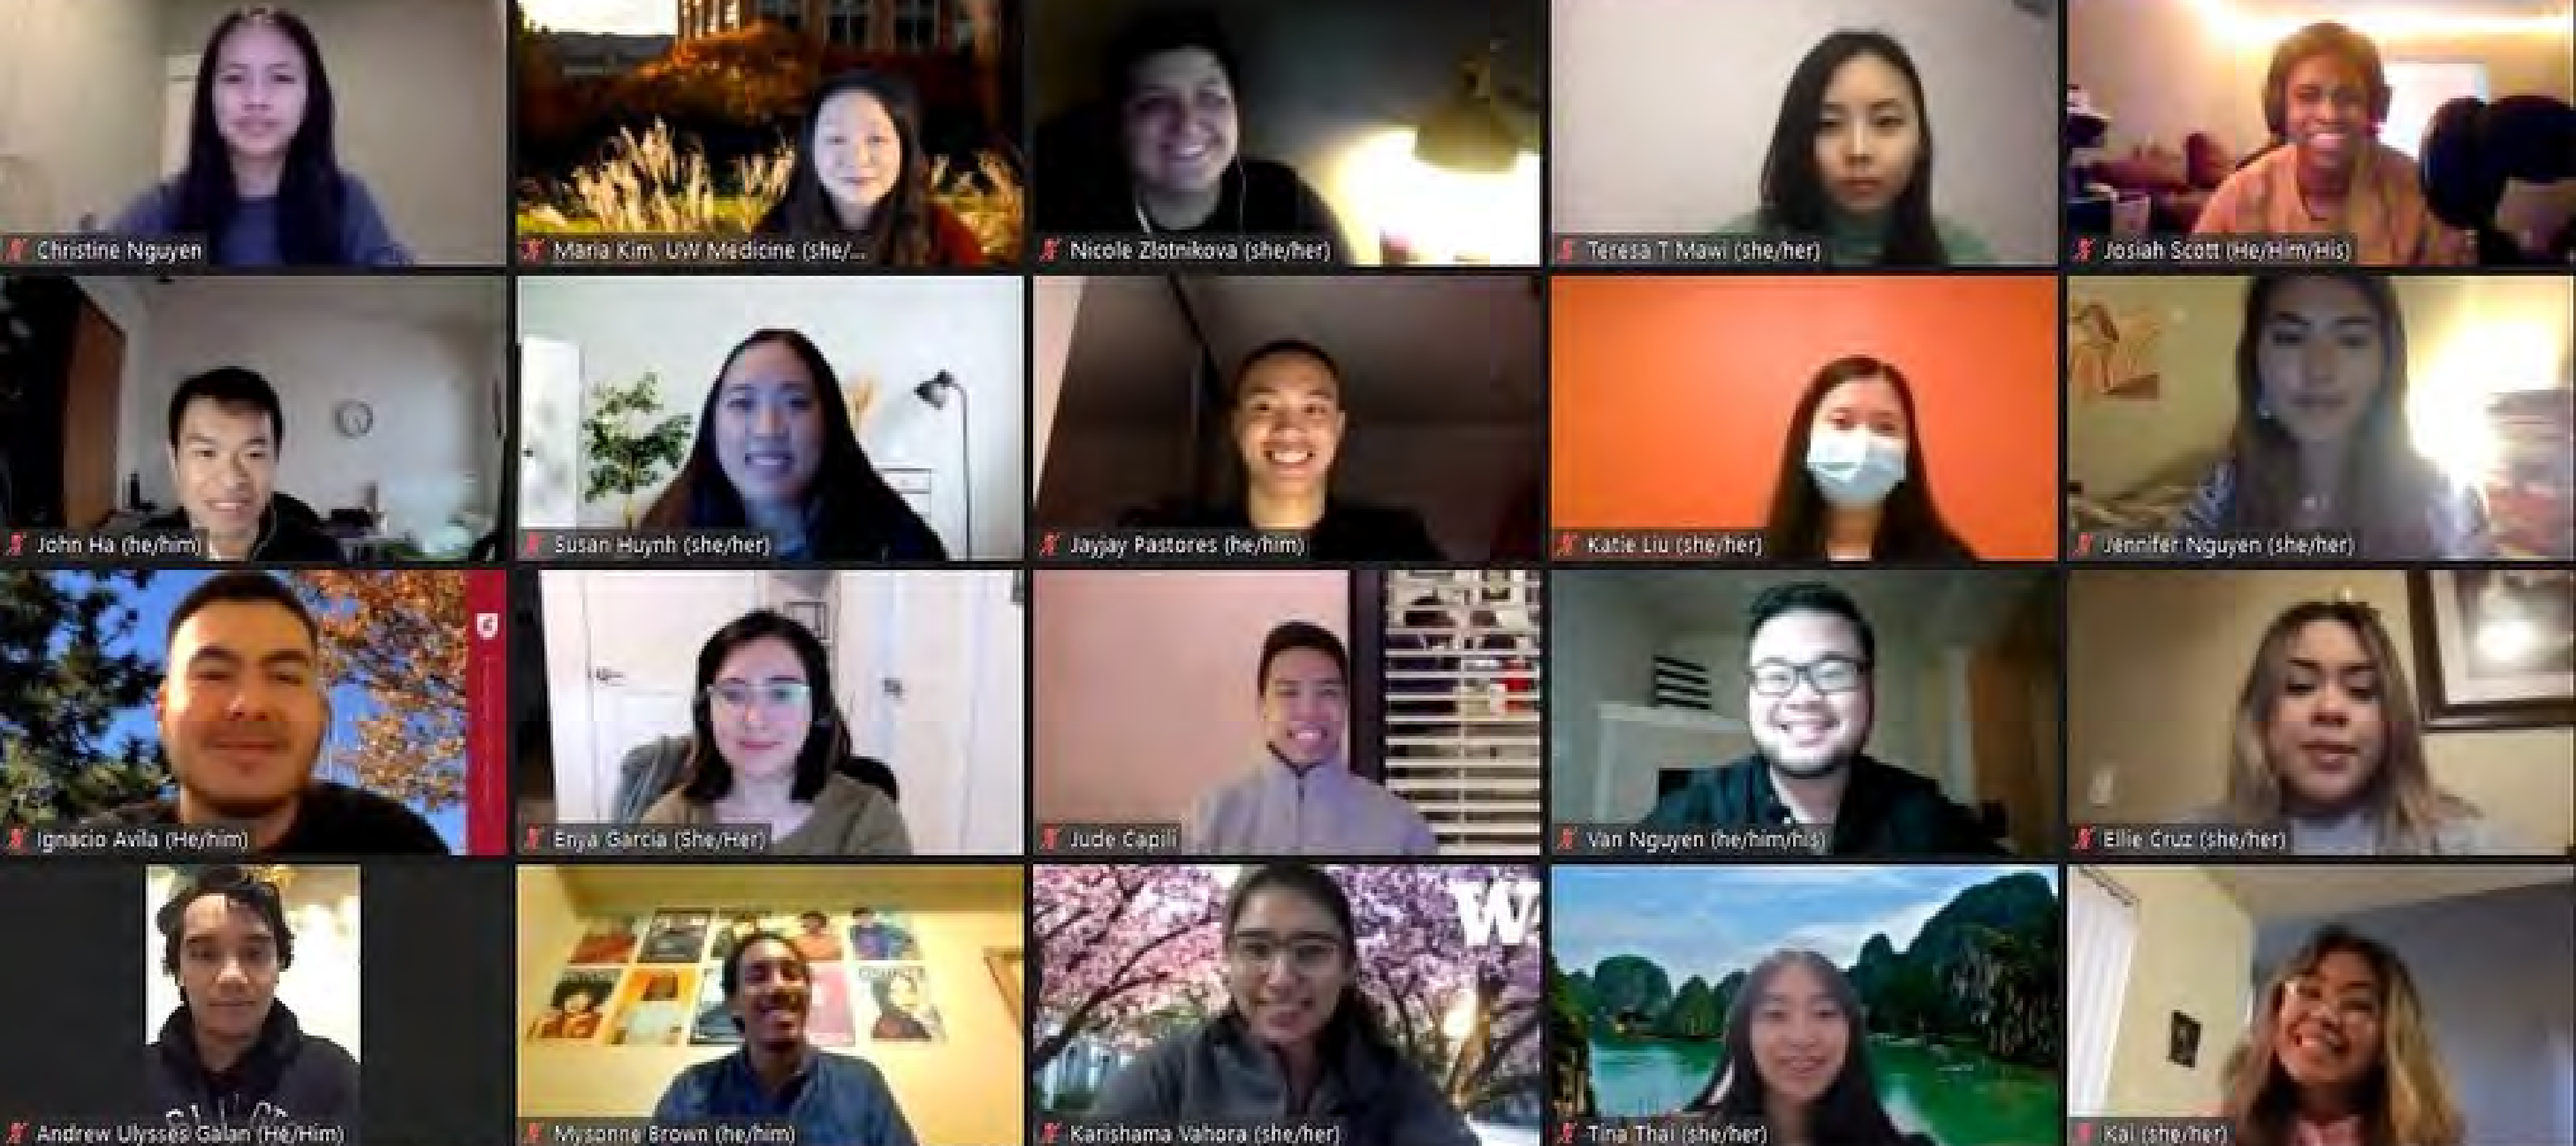 Christine Nguyen
Maria Kim, UW Medicine (she/...
Nicole Zlotnikova (she/her)
Teresa T Mawi (she/her)
Josiah Scott (He/Him/His)
John Ha (he/him)
Susan Huynh (she/her)
Jayjay Pastores (he/him)
Katie Liu (she/her)
Jennifer Nguyen (she/her)
Ignacio Avila (He/him)
Enya Garcia (She/Her)
Jude Capili
Van Nguyen (he/him/his)
Ellie Cruz (she/her)
W
Andrew Ulysses Galan (He/Him)
Mysonne Brown (he/him)
Karishama Vahora (she/her)
Tina Thai (she/her)
Kai (she/her)